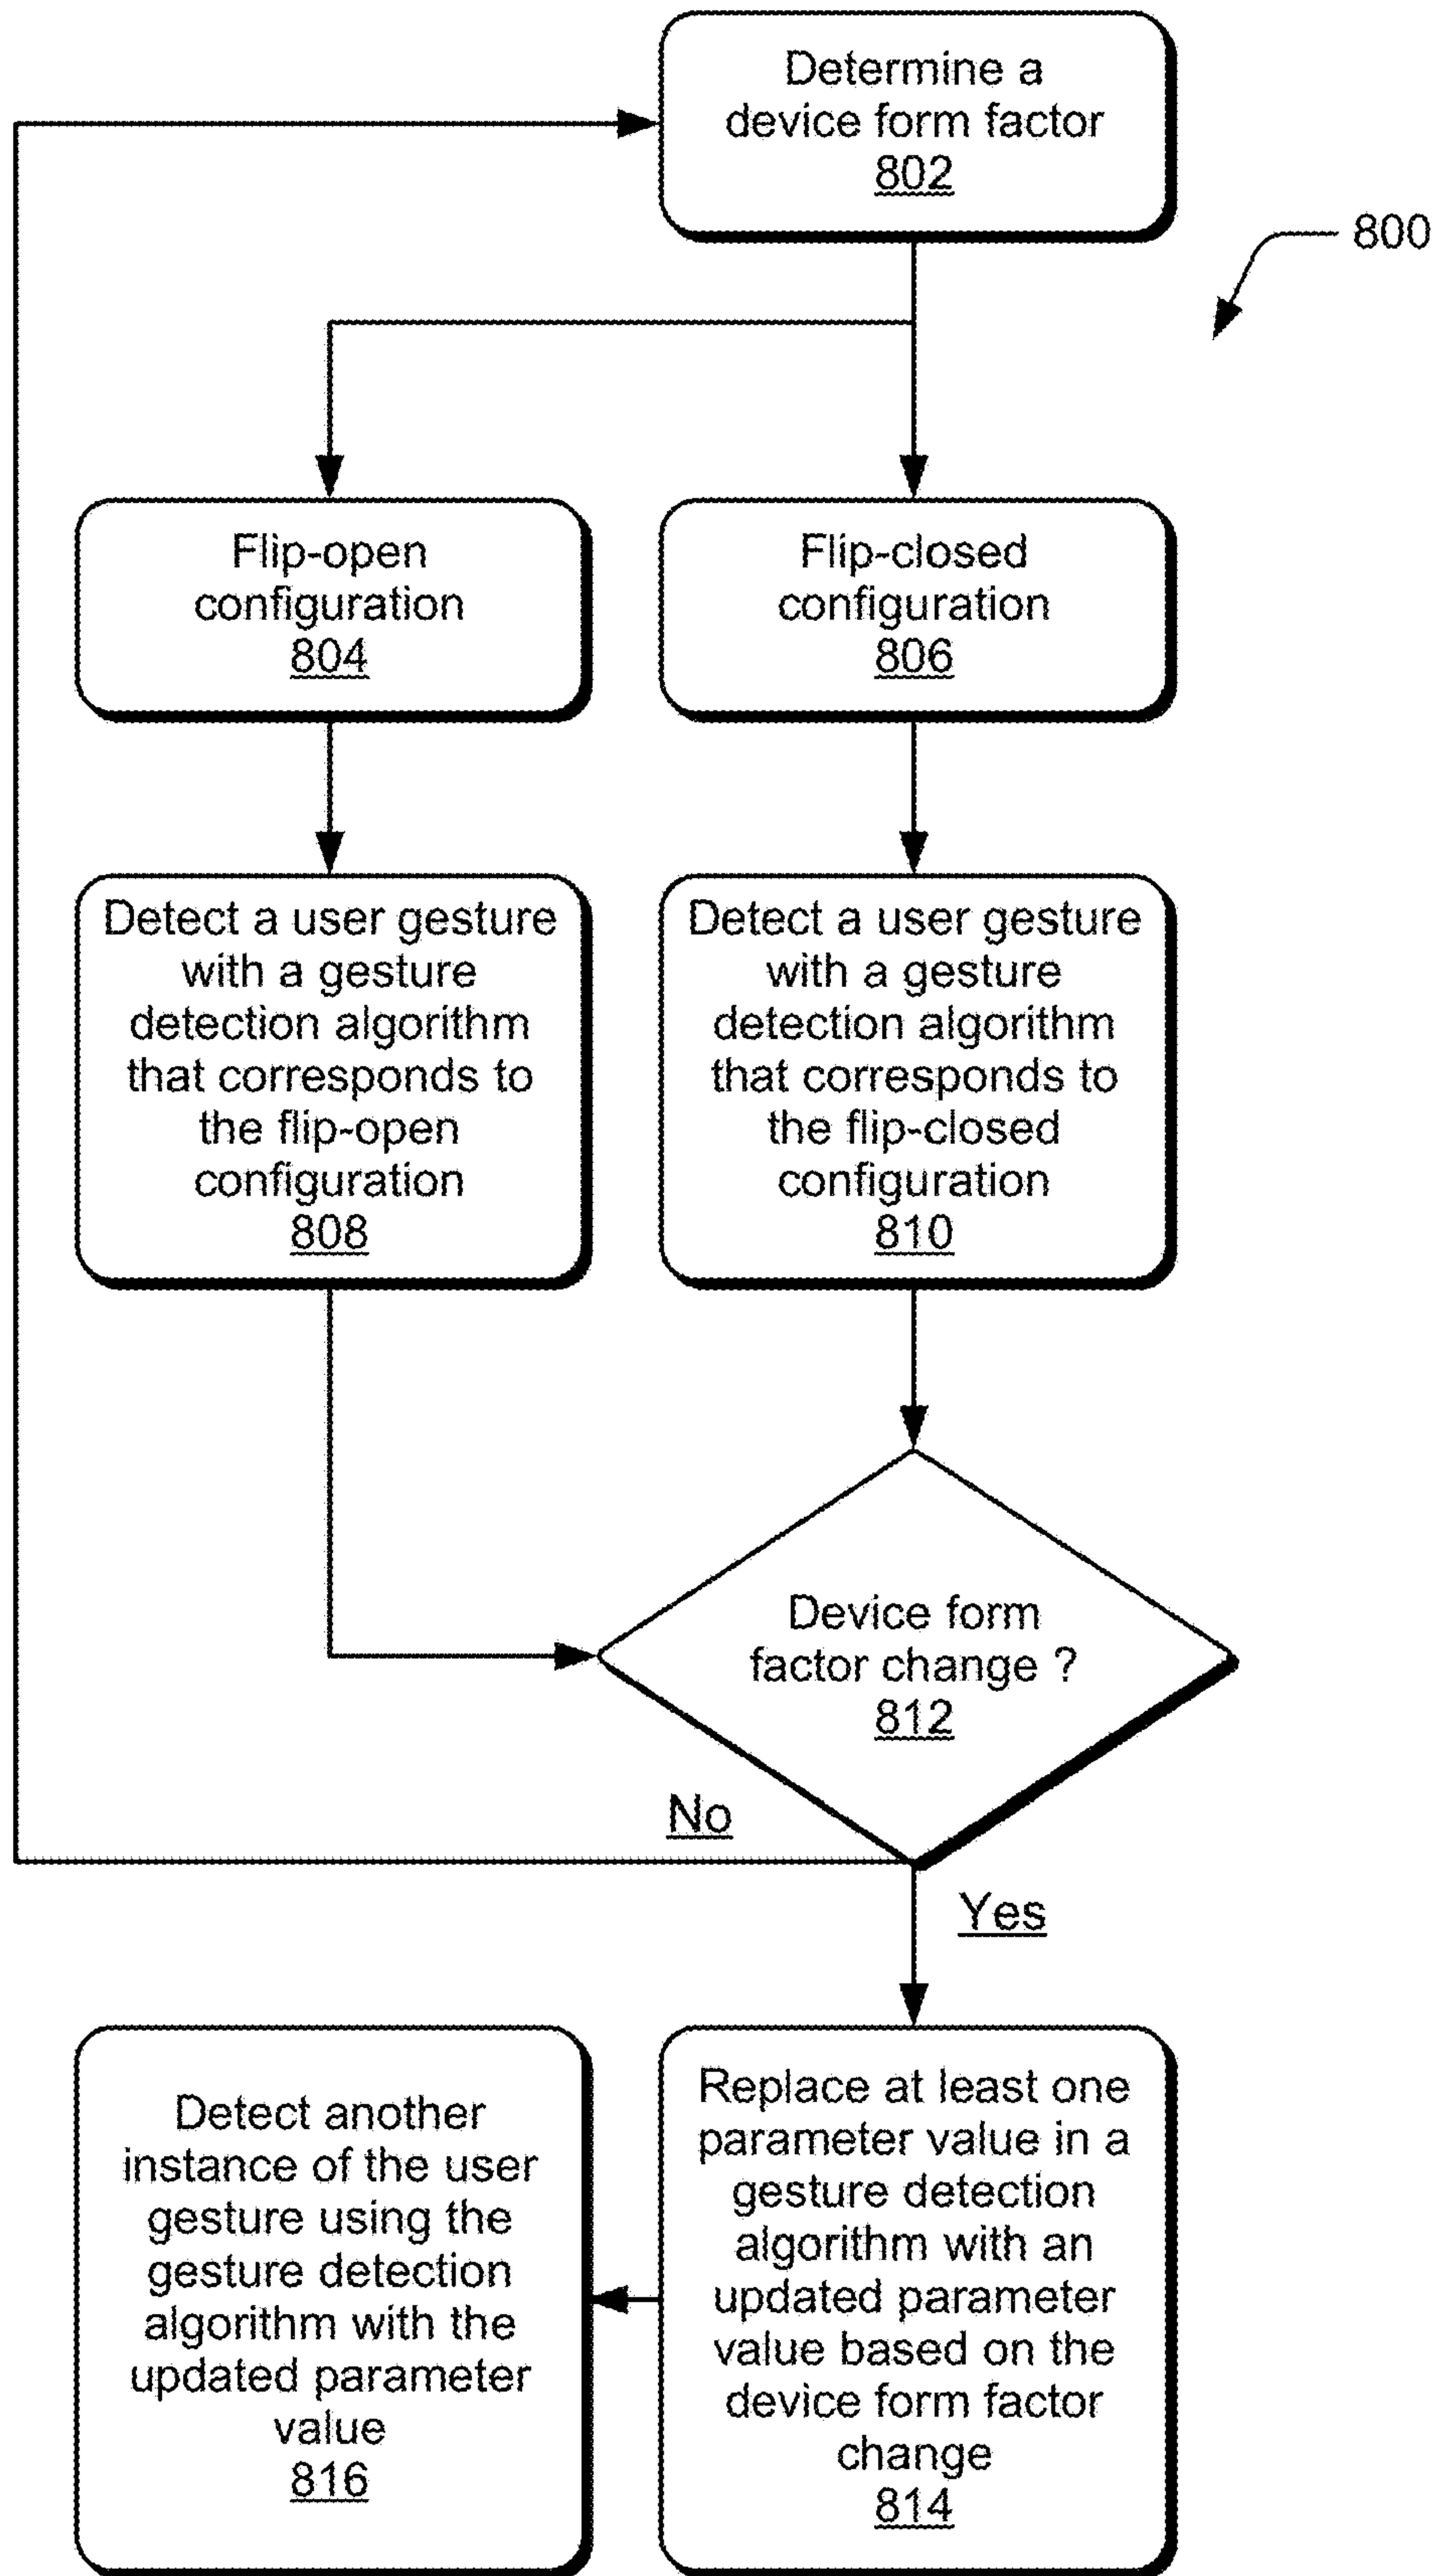 Determine a
device form factor
802
800
Flip-open
configuration
804
Flip-closed
configuration
806
Detect a user gesture
with a gesture
detection algorithm
that corresponds to
the flip-open
configuration
808
Detect a user gesture
with a gesture
detection algorithm
that corresponds to
the flip-closed
configuration
810
Device form
factor change ?
812
No
Yes
Replace at least one
parameter value in a
gesture detection
algorithm with an
updated parameter
value based on the
device form factor
change
814
Detect another
instance of the user
gesture using the
gesture detection
algorithm with the
updated parameter
value
816